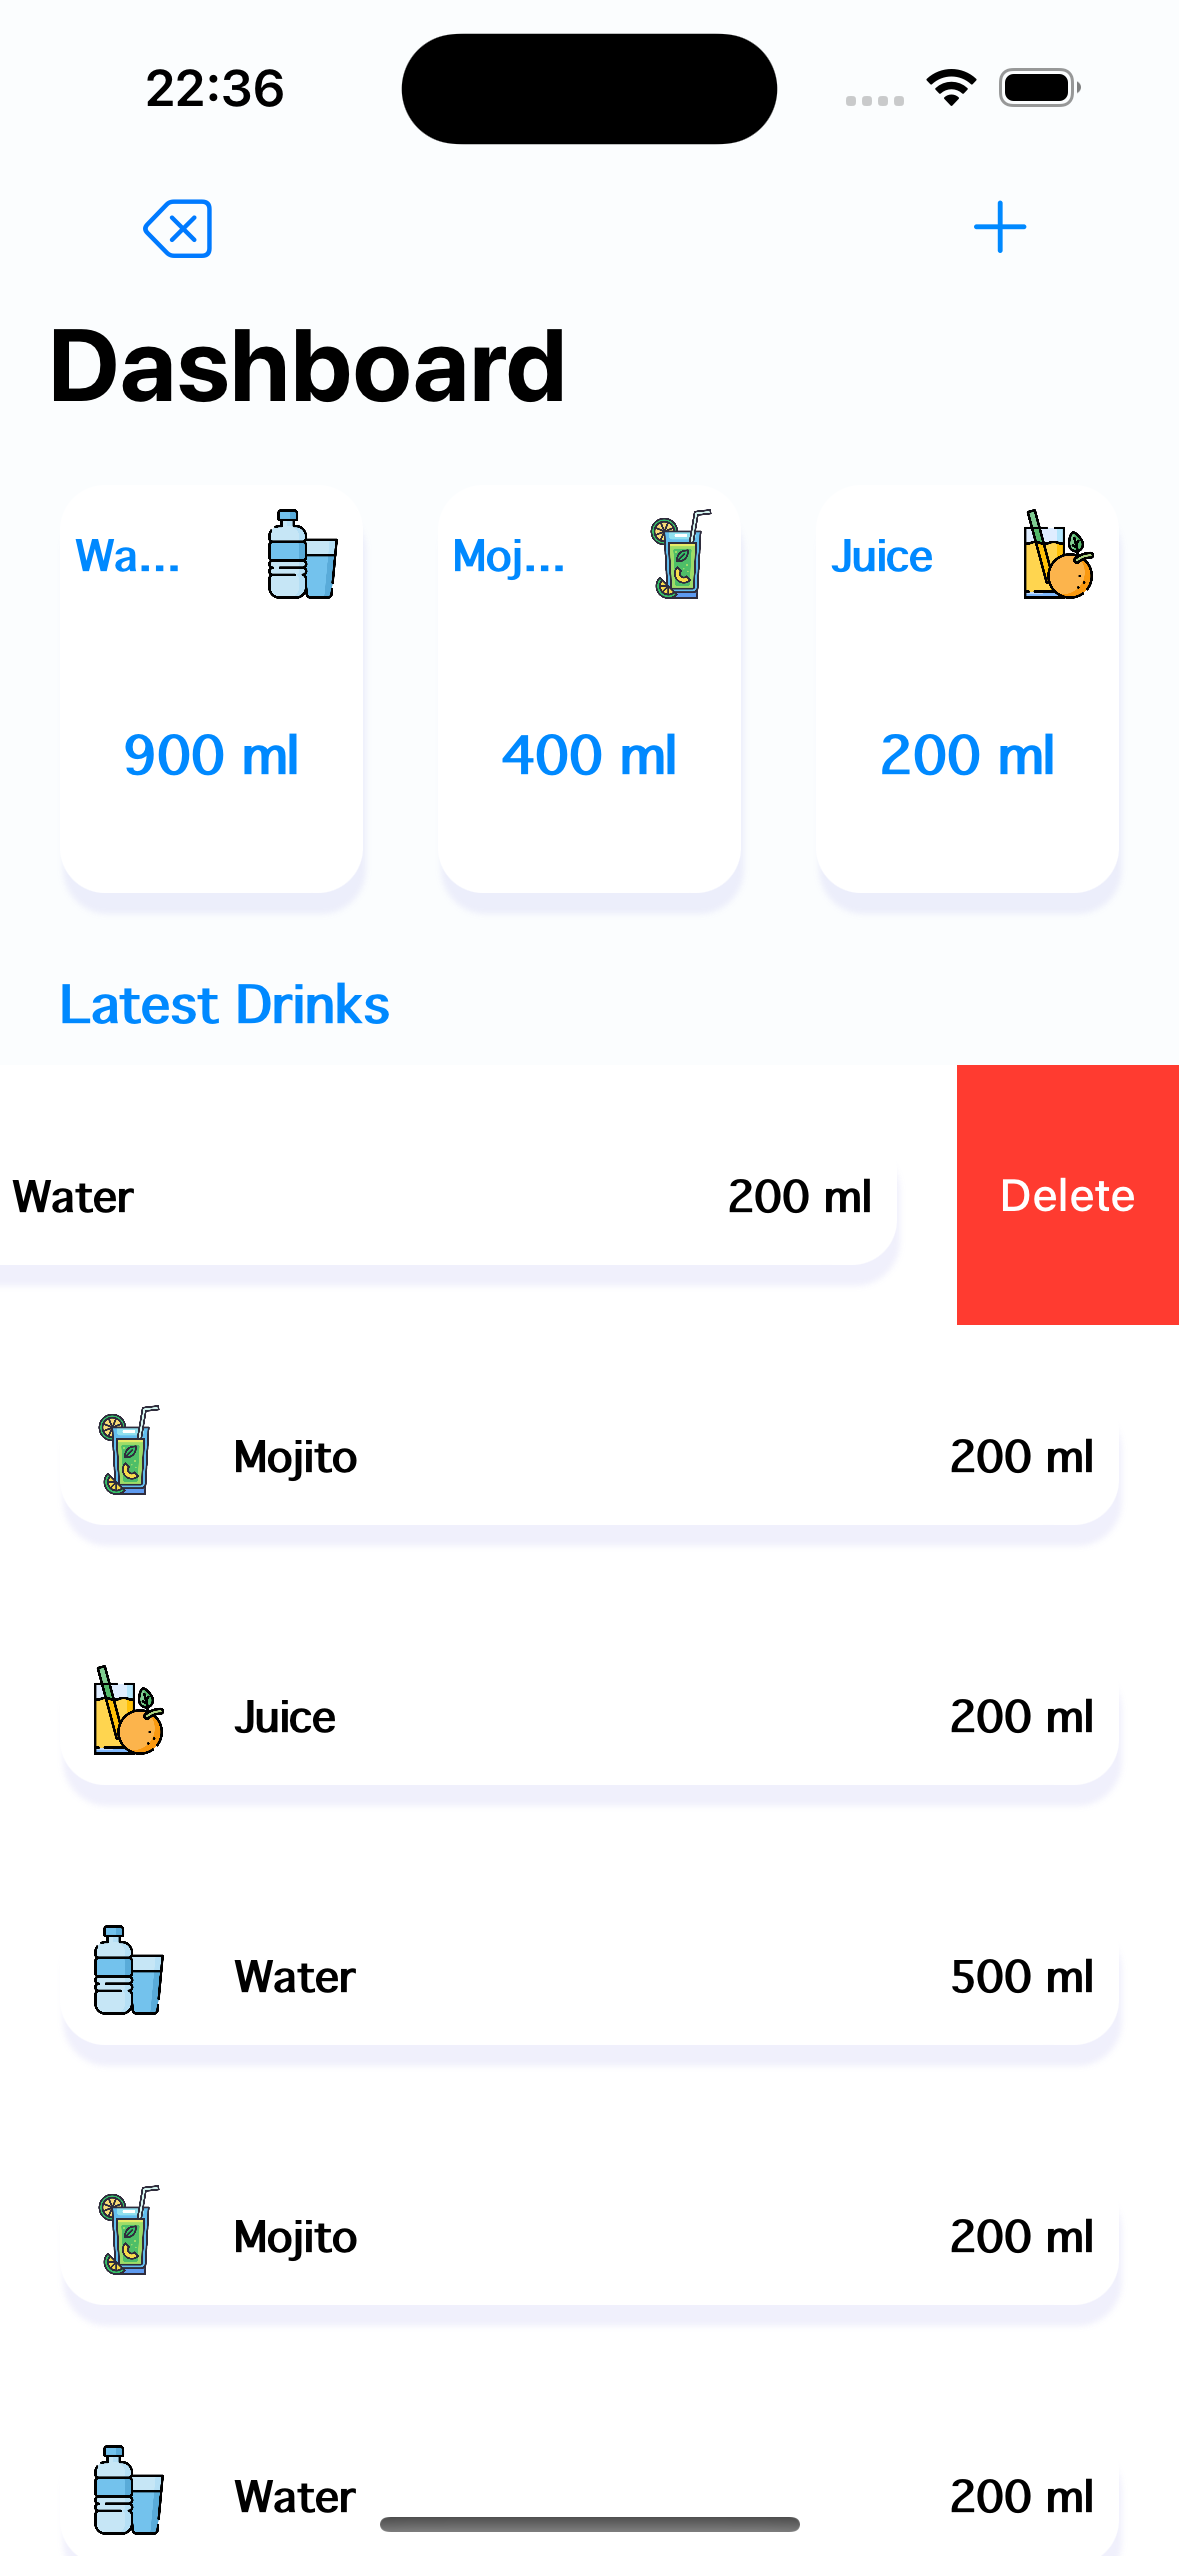 22:36
Dashboard
Wa...
Moj...
Juice
900 ml
400 ml
200 ml
Latest Drinks
Water 200 ml Delete
Mojito 200 ml
Juice 200 ml
Water 500 ml
Mojito 200 ml
Water 200 ml